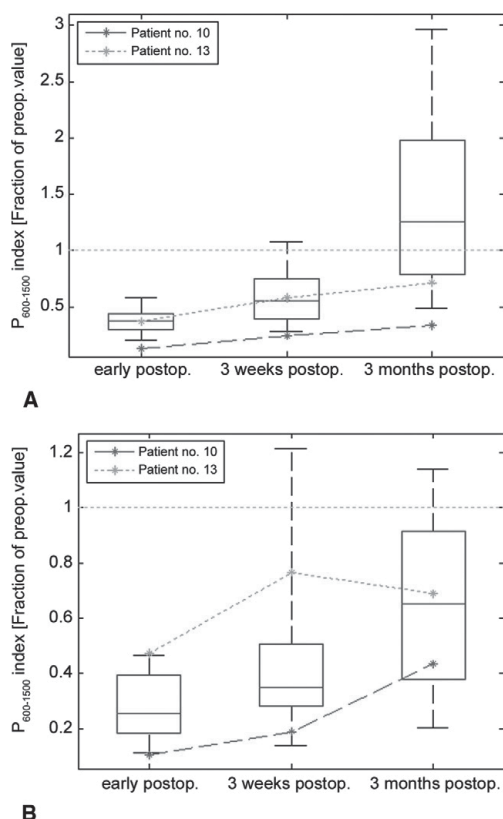 Patient no. 10
Patient no. 13
3
2.5
2
1.5
1
0.5
P600-1500 index [Fraction of preop.value]
early postop. 3 weeks postop. 3 months postop.
A
Patient no. 10
Patient no. 13
1.2
1
0.8
0.6
0.4
0.2
P600-1500 index [Fraction of preop.value]
early postop. 3 weeks postop. 3 months postop.
B